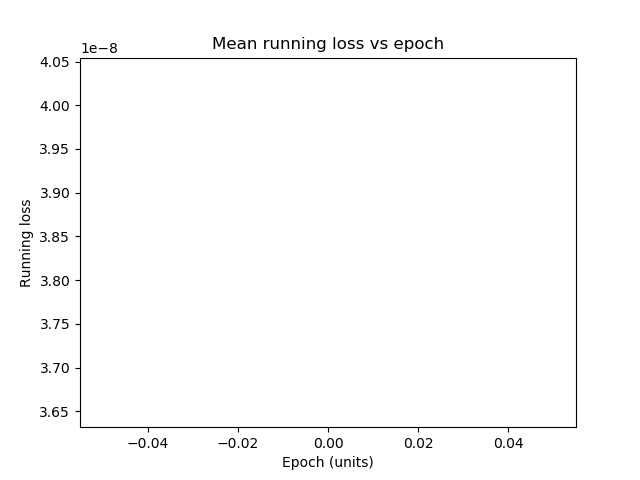 Mean running loss vs epoch
1e−8
4.05
4.00
3.95
3.90
3.85
3.80
3.75
3.70
3.65
Running loss
−0.04 −0.02 0.00 0.02 0.04
Epoch (units)